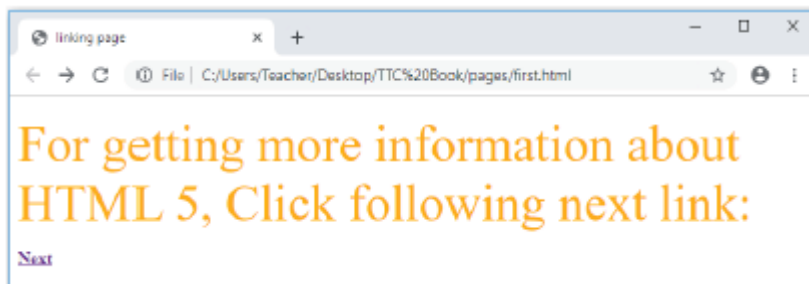 linking page
File | C:/Users/Teacher/Desktop/TTC%20Book/pages/first.html
For getting more information about
HTML 5, Click following next link:
Next